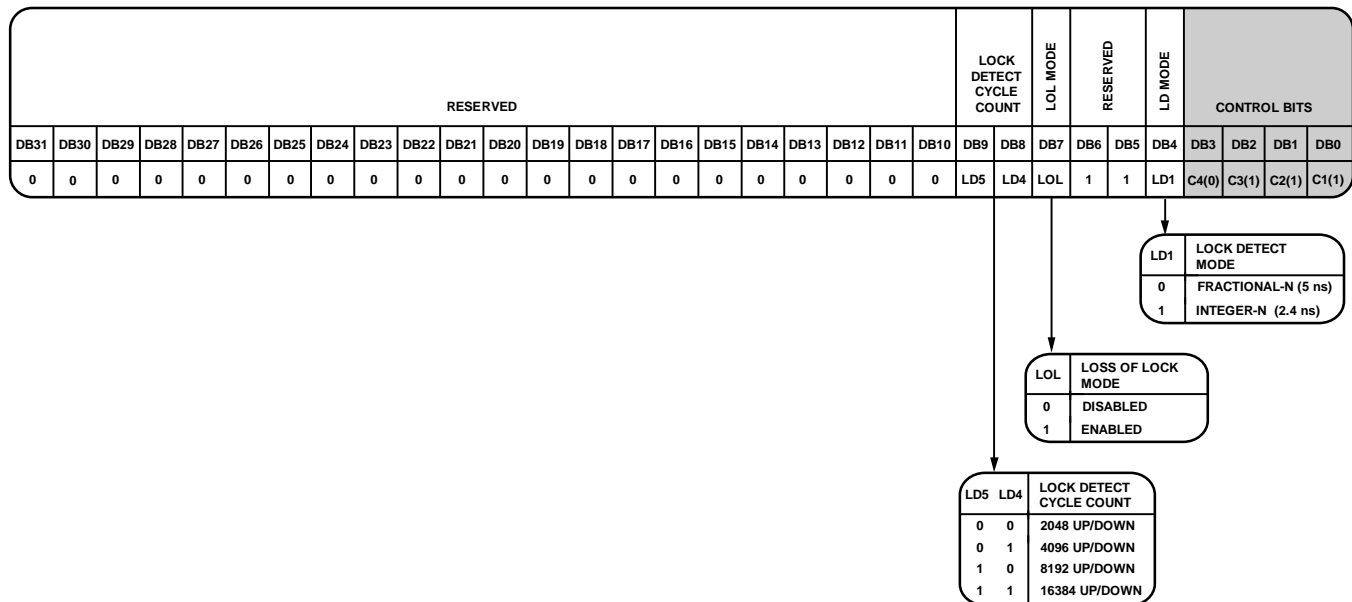 RESERVED
LOCK
DETECT
CYCLE
COUNT
LOL MODE
RESERVED
LD MODE
CONTROL BITS
DB31 DB30 DB29 DB28 DB27 DB26 DB25 DB24 DB23 DB22 DB21 DB20 DB19 DB18 DB17 DB16 DB15 DB14 DB13 DB12 DB11 DB10 DB9 DB8 DB7 DB6 DB5 DB4 DB3 DB2 DB1 DB0
0 0 0 0 0 0 0 0 0 0 0 0 0 0 0 0 0 0 0 0 0 0 LD5 LD4 LOL 1 1 LD1 C4(0) C3(1) C2(1) C1(1)
LD1 LOCK DETECT
MODE
0 FRACTIONAL-N (5 ns)
1 INTEGER-N (2.4 ns)
LOL LOSS OF LOCK
MODE
0 DISABLED
1 ENABLED
LD5 LD4 LOCK DETECT
CYCLE COUNT
0 0 2048 UP/DOWN
0 1 4096 UP/DOWN
1 0 8192 UP/DOWN
1 1 16384 UP/DOWN